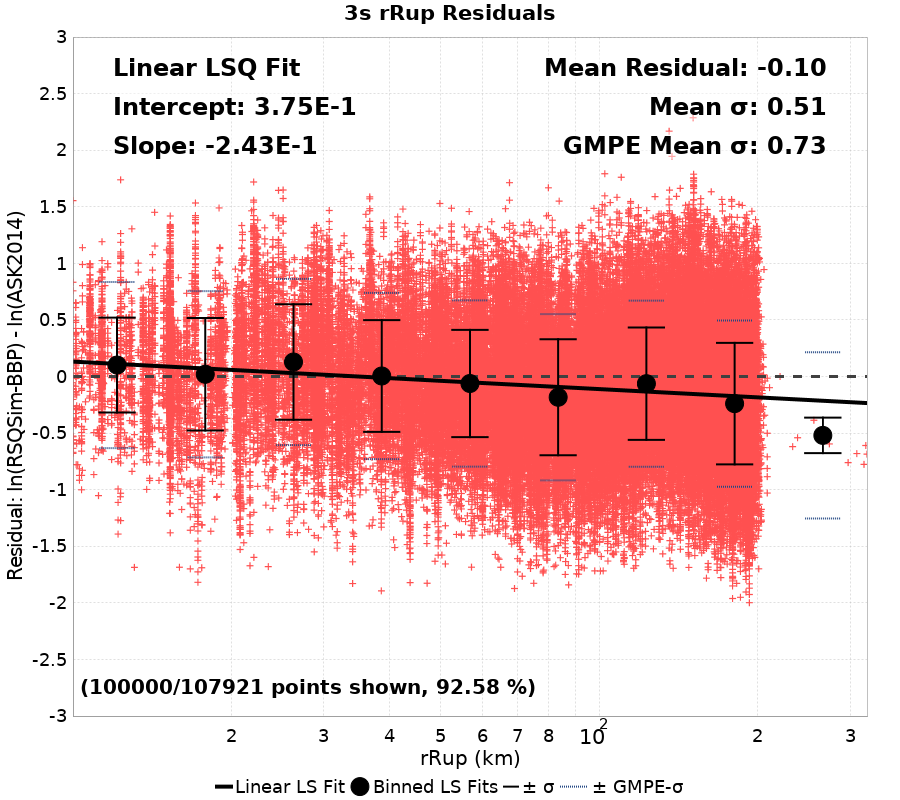 3s rRup Residuals
Linear LSQ Fit
Intercept: 3.75E-1
Slope: -2.43E-1
Mean Residual: -0.10
Mean σ: 0.51
GMPE Mean σ: 0.73
3
2.5
2
1.5
1
0.5
0
-0.5
-1
-1.5
-2
-2.5
-3
Residual: ln(RSQSim-BBP) - ln(ASK2014)
(100000/107921 points shown, 92.58 %)
2 3 4 5 6 7 8 10² 2 3
rRup (km)
Linear LS Fit Binned LS Fits ± σ ± GMPE-σ